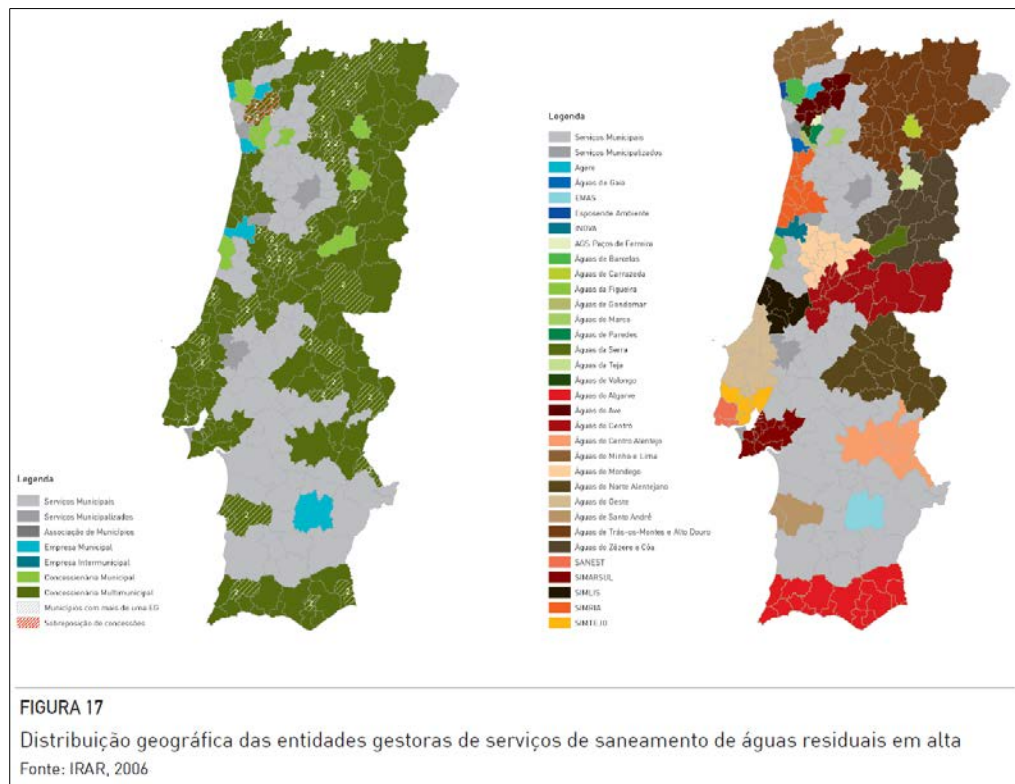 Legenda
Serviços Municipais
Serviços Municipalizados
Associação de Municípios
Empresa Municipal
Empresa Intermunicipal
Concessionária Municipal
Concessionária Multimunicipal
Municípios com mais de uma EG
Sobreposição de concessões
Legenda
Serviços Municipais
Serviços Municipalizados
Agere
Águas de Gaia
EMAS
Esposende Ambiente
INOVA
AGS Paços de Ferreira
Águas de Barcelos
Águas de Carrazeda
Águas da Figueira
Águas de Gondomar
Águas do Marco
Águas de Paredes
Águas da Serra
Águas da Teja
Águas de Valongo
Águas do Algarve
Águas do Ave
Águas do Centro
Águas do Centro Alentejo
Águas do Minho e Lima
Águas do Mondego
Águas do Norte Alentejano
Águas do Oeste
Águas de Santo André
Águas de Trás-os-Montes e Alto Douro
Águas do Zêzere e Côa
SANEST
SIMARSUL
SIMLIS
SIMRIA
SIMTEJO
FIGURA 17
Distribuição geográfica das entidades gestoras de serviços de saneamento de águas residuais em alta
Fonte: IRAR, 2006